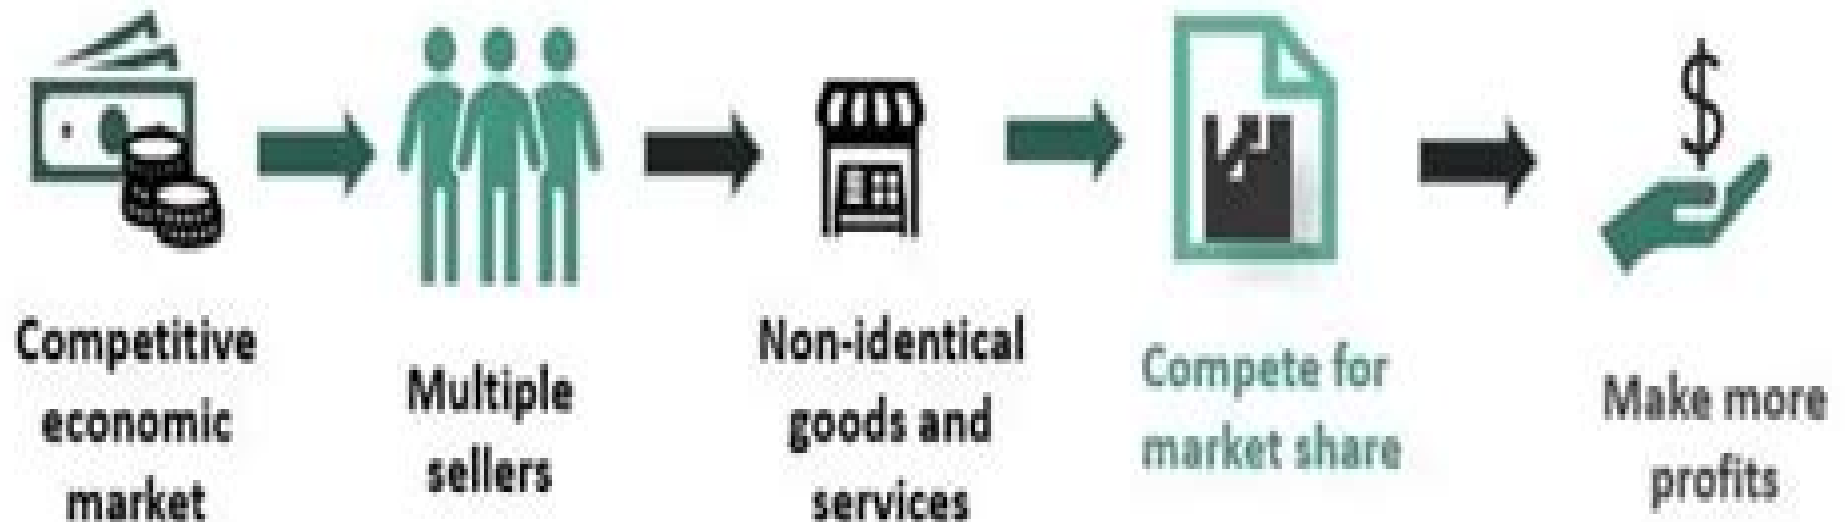 Competitive
economic
market
Multiple
sellers
Non-identical
goods and
services
Compete for
market share
Make more
profits
$